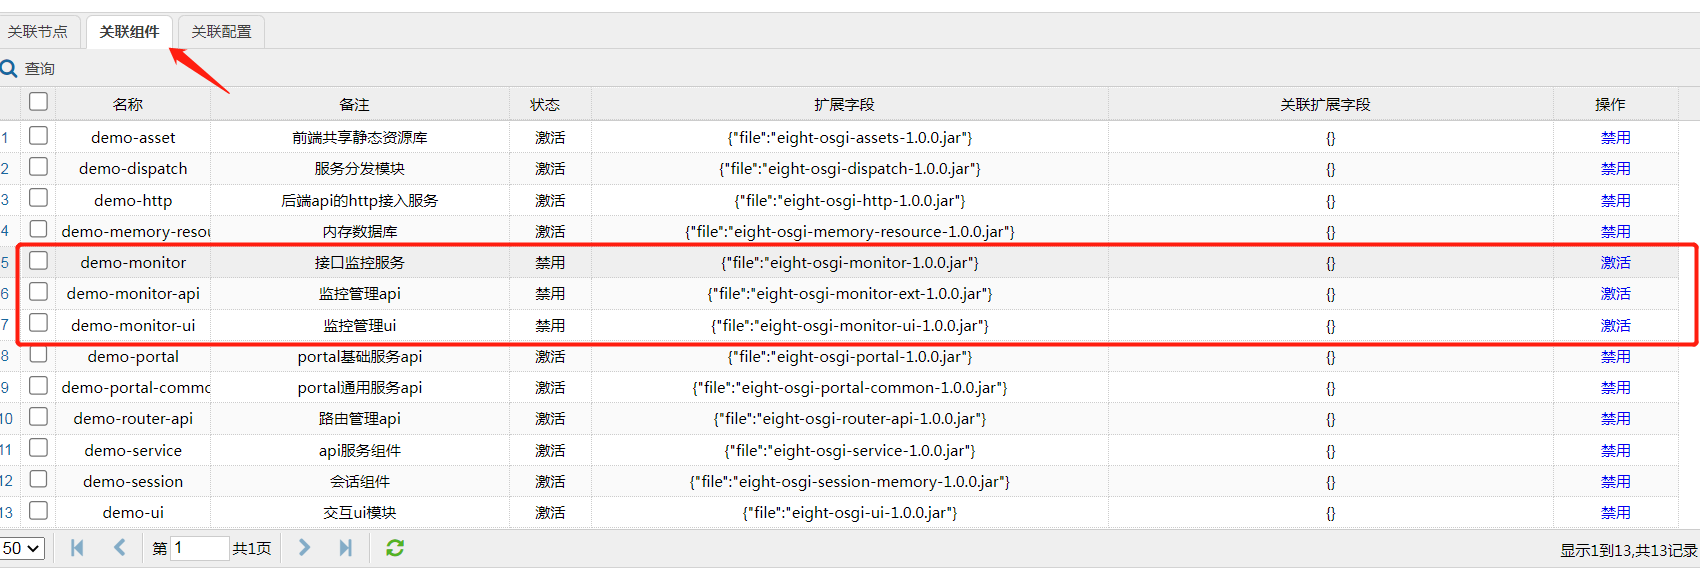 关联节点 关联组件 关联配置
查询
名称 备注 状态 扩展字段 关联扩展字段 操作
1 demo-asset 前端共享静态资源库 激活 {"file":"eight-osgi-assets-1.0.0.jar"} {} 禁用
2 demo-dispatch 服务分发模块 激活 {"file":"eight-osgi-dispatch-1.0.0.jar"} {} 禁用
3 demo-http 后端api的http接入服务 激活 {"file":"eight-osgi-http-1.0.0.jar"} {} 禁用
4 demo-memory-resou 内存数据库 激活 {"file":"eight-osgi-memory-resource-1.0.0.jar"} {} 禁用
5 demo-monitor 接口监控服务 禁用 {"file":"eight-osgi-monitor-1.0.0.jar"} {} 激活
6 demo-monitor-api 监控管理api 禁用 {"file":"eight-osgi-monitor-ext-1.0.0.jar"} {} 激活
7 demo-monitor-ui 监控管理ui 禁用 {"file":"eight-osgi-monitor-ui-1.0.0.jar"} {} 激活
8 demo-portal portal基础服务api 激活 {"file":"eight-osgi-portal-1.0.0.jar"} {} 禁用
9 demo-portal-commo portal通用服务api 激活 {"file":"eight-osgi-portal-common-1.0.0.jar"} {} 禁用
10 demo-router-api 路由管理api 激活 {"file":"eight-osgi-router-api-1.0.0.jar"} {} 禁用
11 demo-service api服务组件 激活 {"file":"eight-osgi-service-1.0.0.jar"} {} 禁用
12 demo-session 会话组件 激活 {"file":"eight-osgi-session-memory-1.0.0.jar"} {} 禁用
13 demo-ui 交互ui模块 激活 {"file":"eight-osgi-ui-1.0.0.jar"} {} 禁用
50 第 1 共1页 显示1到13,共13记录